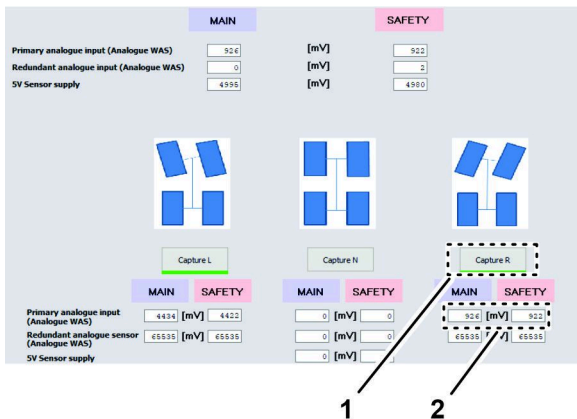 MAIN SAFETY
Primary analogue input (Analogue WAS) 926 [mV] 922
Redundant analogue input (Analogue WAS) 0 [mV] 2
5V Sensor supply 4995 [mV] 4980
Capture L Capture N Capture R
MAIN SAFETY MAIN SAFETY MAIN SAFETY
Primary analogue input
(Analogue WAS) 4434 [mV] 4422 0 [mV] 0 926 [mV] 922
Redundant analogue sensor
(Analogue WAS) 65535 [mV] 65535 0 [mV] 0 65535 [mV] 65535
5V Sensor supply 0 [mV]
1 2